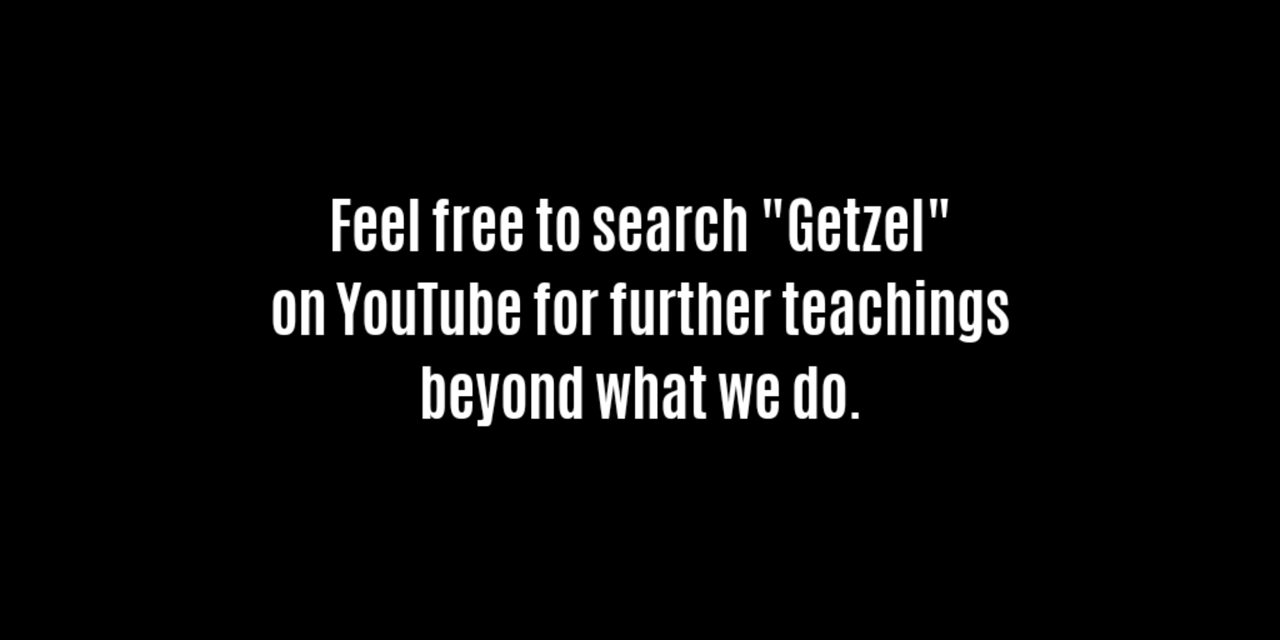 Feel free to search "Getzel"
on YouTube for further teachings
beyond what we do.